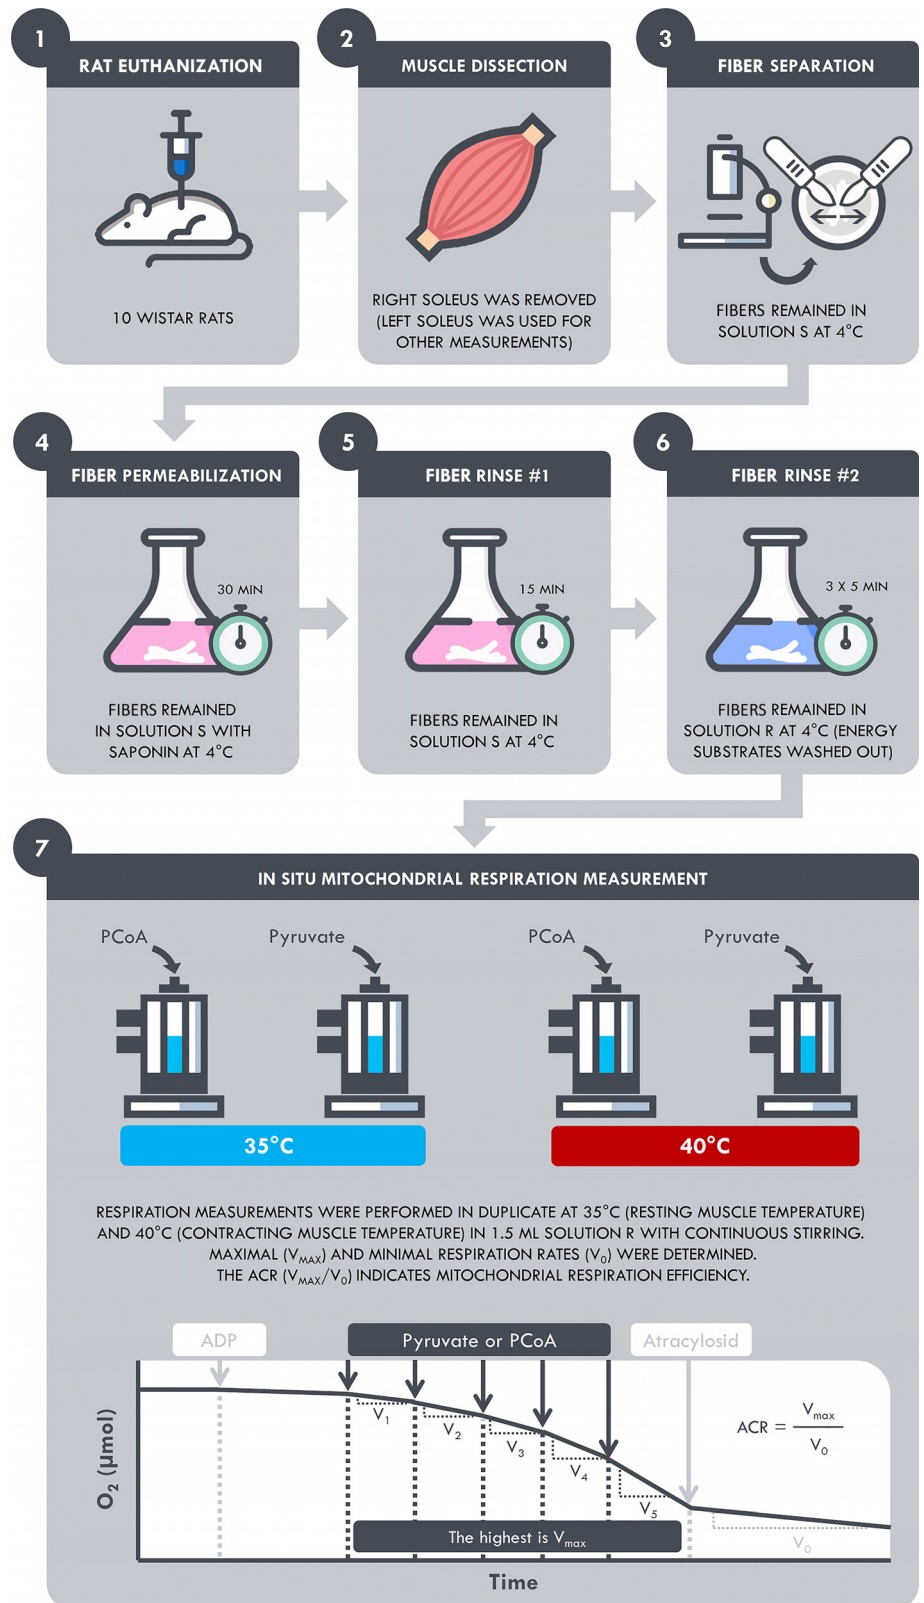 1
RAT EUTHANIZATION
10 WISTAR RATS
2
MUSCLE DISSECTION
RIGHT SOLEUS WAS REMOVED
(LEFT SOLEUS WAS USED FOR
OTHER MEASUREMENTS)
3
FIBER SEPARATION
FIBERS REMAINED IN
SOLUTION S AT 4°C
4
FIBER PERMEABILIZATION
30 MIN
FIBERS REMAINED
IN SOLUTION S WITH
SAPONIN AT 4°C
5
FIBER RINSE #1
15 MIN
FIBERS REMAINED IN
SOLUTION S AT 4°C
6
FIBER RINSE #2
3 X 5 MIN
FIBERS REMAINED IN
SOLUTION R AT 4°C (ENERGY
SUBSTRATES WASHED OUT)
7
IN SITU MITOCHONDRIAL RESPIRATION MEASUREMENT
PCoA Pyruvate PCoA Pyruvate
35°C 40°C
RESPIRATION MEASUREMENTS WERE PERFORMED IN DUPLICATE AT 35°C (RESTING MUSCLE TEMPERATURE)
AND 40°C (CONTRACTING MUSCLE TEMPERATURE) IN 1.5 ML SOLUTION R WITH CONTINUOUS STIRRING.
MAXIMAL (VMAX) AND MINIMAL RESPIRATION RATES (V0) WERE DETERMINED.
THE ACR (VMAX/V0) INDICATES MITOCHONDRIAL RESPIRATION EFFICIENCY.
ADP Pyruvate or PCoA Atracylosid
O2 (µmol)
V1
V2
V3
V4
V5
V0
ACR = Vmax / V0
The highest is Vmax
Time